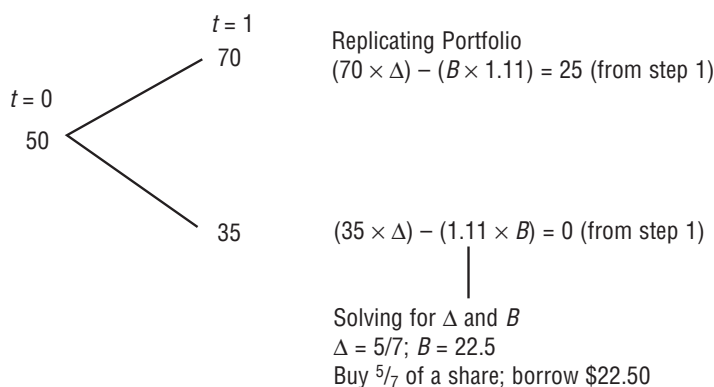 t = 1
70
Replicating Portfolio
(70 × Δ) – (B × 1.11) = 25 (from step 1)
t = 0
50
35
(35 × Δ) – (1.11 × B) = 0 (from step 1)
Solving for Δ and B
Δ = 5/7; B = 22.5
Buy 5/7 of a share; borrow $22.50